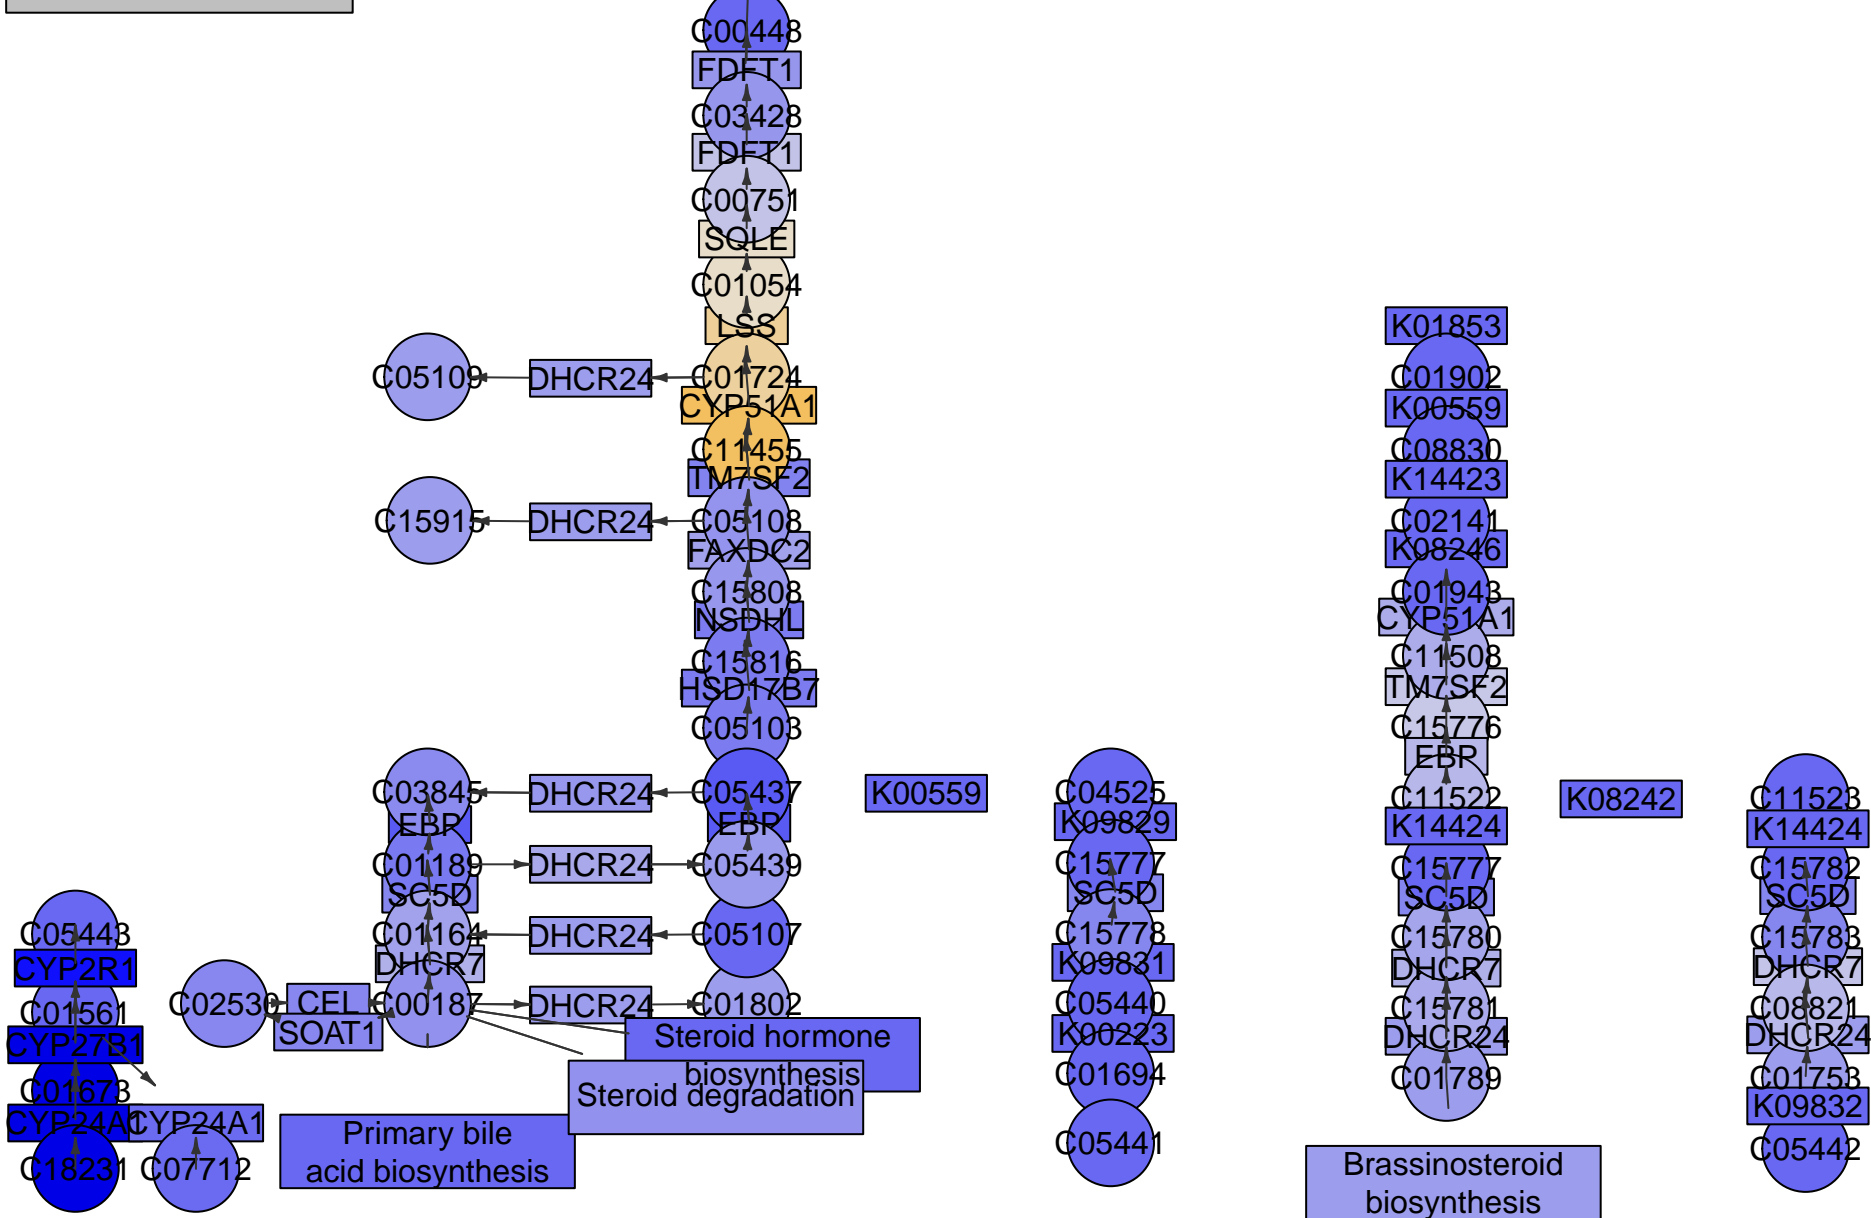 C00448
FDFT1
C03428
FDFT1
C00751
SQLE
C01054
LSS
C05109
DHCR24
C01724
CYP51A1
C11455
TM7SF2
C15915
DHCR24
C05108
FAXDC2
C15808
NSDHL
C15816
HSD17B7
C05103
C03845
DHCR24
C05437
EBP
EBP
C01189
DHCR24
C05439
SC5D
C01164
DHCR24
C05107
DHCR7
C02530
CEL
SOAT1
C00187
DHCR24
C01802
C05443
CYP2R1
C01561
CYP27B1
C01673
CYP24A1
CYP24A1
C18231
C07712
Steroid hormone
biosynthesis
Steroid degradation
Primary bile
acid biosynthesis
K00559
C04525
K09829
C15777
SC5D
C15778
K09831
C05440
K00223
C01694
C05441
K01853
C01902
K00559
C08830
K14423
C02141
K08246
C01943
CYP51A1
C11508
TM7SF2
C15776
EBP
C11522
K14424
C15777
SC5D
C15780
DHCR7
C15781
DHCR24
C01789
Brassinosteroid
biosynthesis
K08242
C11523
K14424
C15782
SC5D
C15783
DHCR7
C08821
DHCR24
C01753
K09832
C05442